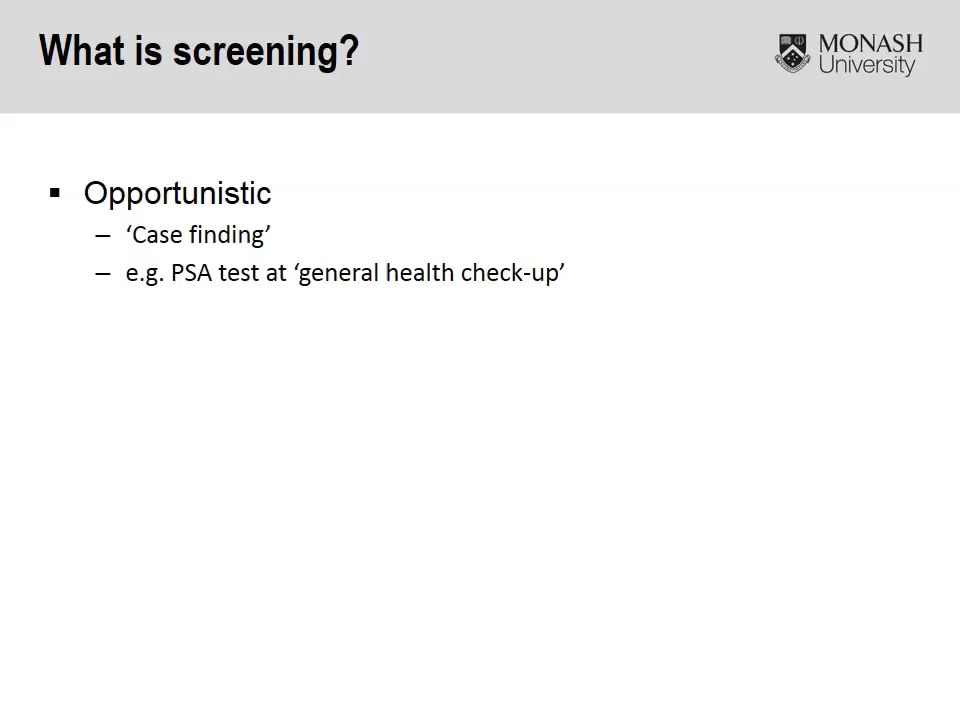 What is screening?
MONASH
University
▪ Opportunistic
– ‘Case finding’
– e.g. PSA test at ‘general health check-up’